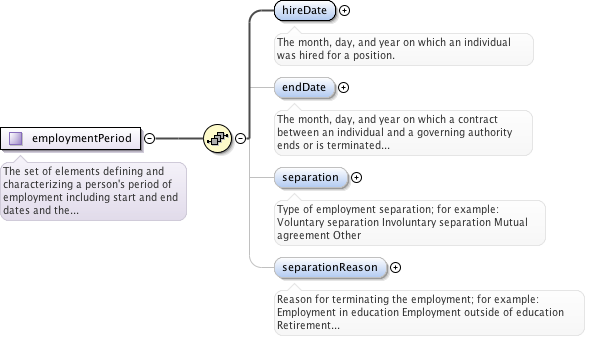 hireDate
The month, day, and year on which an individual
was hired for a position.
endDate
The month, day, and year on which a contract
between an individual and a governing authority
ends or is terminated...
employmentPeriod
The set of elements defining and
characterizing a person's period of
employment including start and end
dates and the...
separation
Type of employment separation; for example:
Voluntary separation Involuntary separation Mutual
agreement Other
separationReason
Reason for terminating the employment; for example:
Employment in education Employment outside of education
Retirement...